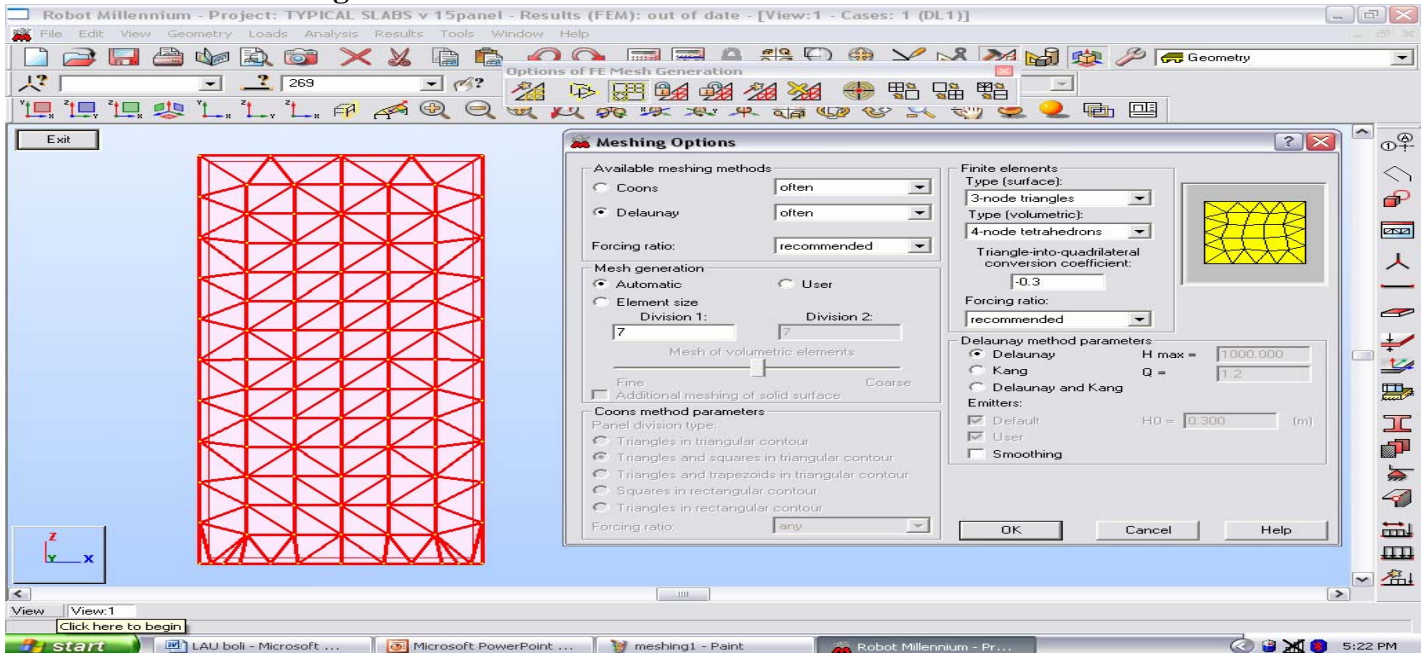 Robot Millennium - Project: TYPICAL SLABS v 15panel - Results (FEM): out of date - [View:1 - Cases: 1 (DL1)]
File Edit View Geometry Loads Analysis Results Tools Window Help
Geometry
269
Options of FE Mesh Generation
Exit
Meshing Options
Available meshing methods
Coons often
Delaunay often
Forcing ratio: recommended
Mesh generation
Automatic User
Element size
Division 1: Division 2:
7 7
Mesh of volumetric elements
Fine Coarse
Additional meshing of solid surface
Coons method parameters
Panel division type:
Triangles in triangular contour
Triangles and squares in triangular contour
Triangles and trapezoids in triangular contour
Squares in rectangular contour
Triangles in rectangular contour
Forcing ratio: any
Finite elements
Type (surface):
3-node triangles
Type (volumetric):
4-node tetrahedrons
Triangle-into-quadrilateral
conversion coefficient:
-0.3
Forcing ratio:
recommended
Delaunay method parameters
Delaunay H max = 1000.000
Kang Q = 1.2
Delaunay and Kang
Emitters:
Default H0 = 0.300 (m)
User
Smoothing
OK Cancel Help
Z
Y X
View View:1
Click here to begin
start LAU boli - Microsoft ... Microsoft PowerPoint ... meshing1 - Paint Robot Millennium - Pr... 5:22 PM